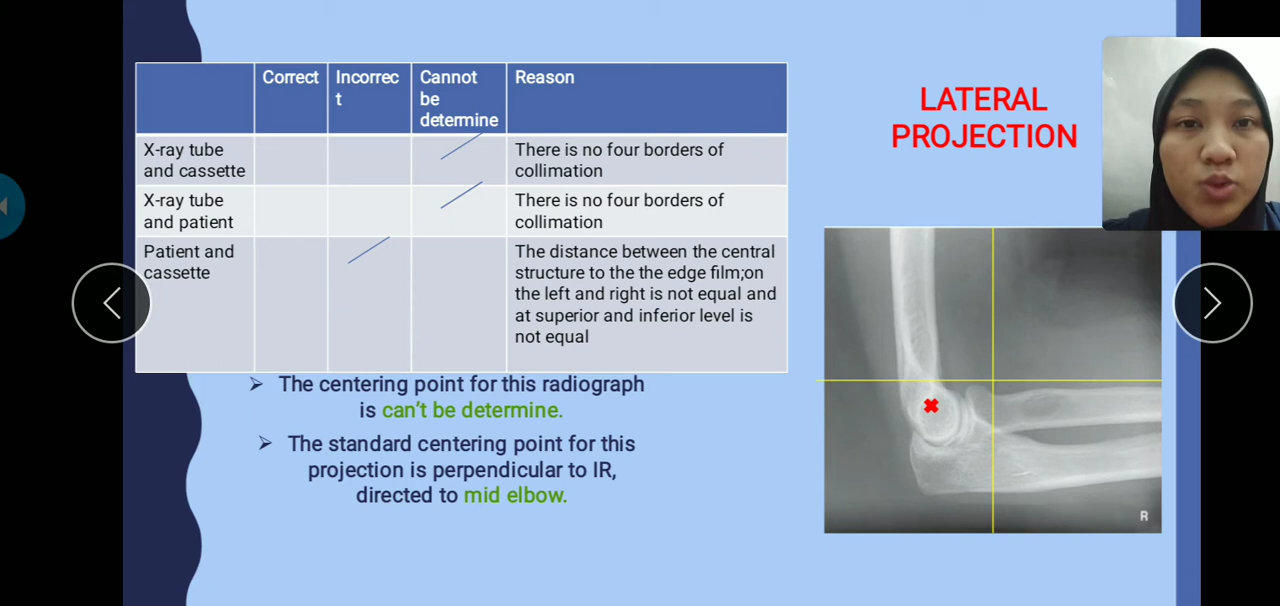 Correct
Incorrec
t
Cannot
be
determine
Reason
X-ray tube
and cassette
There is no four borders of
collimation
X-ray tube
and patient
There is no four borders of
collimation
Patient and
cassette
The distance between the central
structure to the the edge film;on
the left and right is not equal and
at superior and inferior level is
not equal
➢ The centering point for this radiograph
is can't be determine.
➢ The standard centering point for this
projection is perpendicular to IR,
directed to mid elbow.
LATERAL
PROJECTION
R